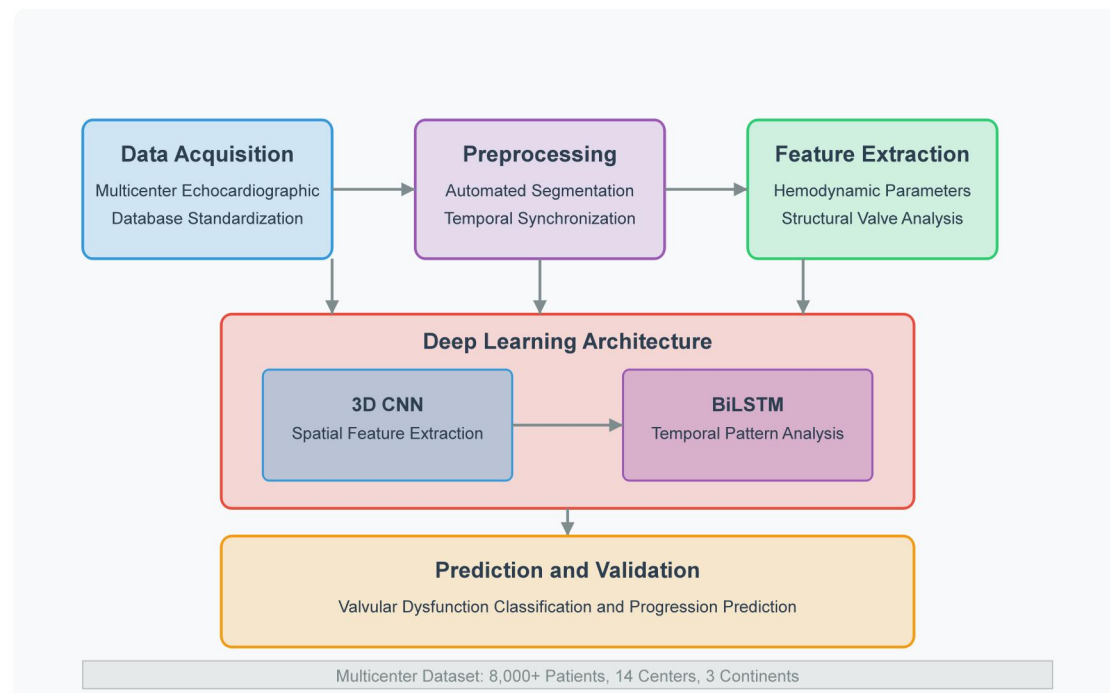 Data Acquisition
Multicenter Echocardiographic
Database Standardization
Preprocessing
Automated Segmentation
Temporal Synchronization
Feature Extraction
Hemodynamic Parameters
Structural Valve Analysis
Deep Learning Architecture
3D CNN
Spatial Feature Extraction
BiLSTM
Temporal Pattern Analysis
Prediction and Validation
Valvular Dysfunction Classification and Progression Prediction
Multicenter Dataset: 8,000+ Patients, 14 Centers, 3 Continents